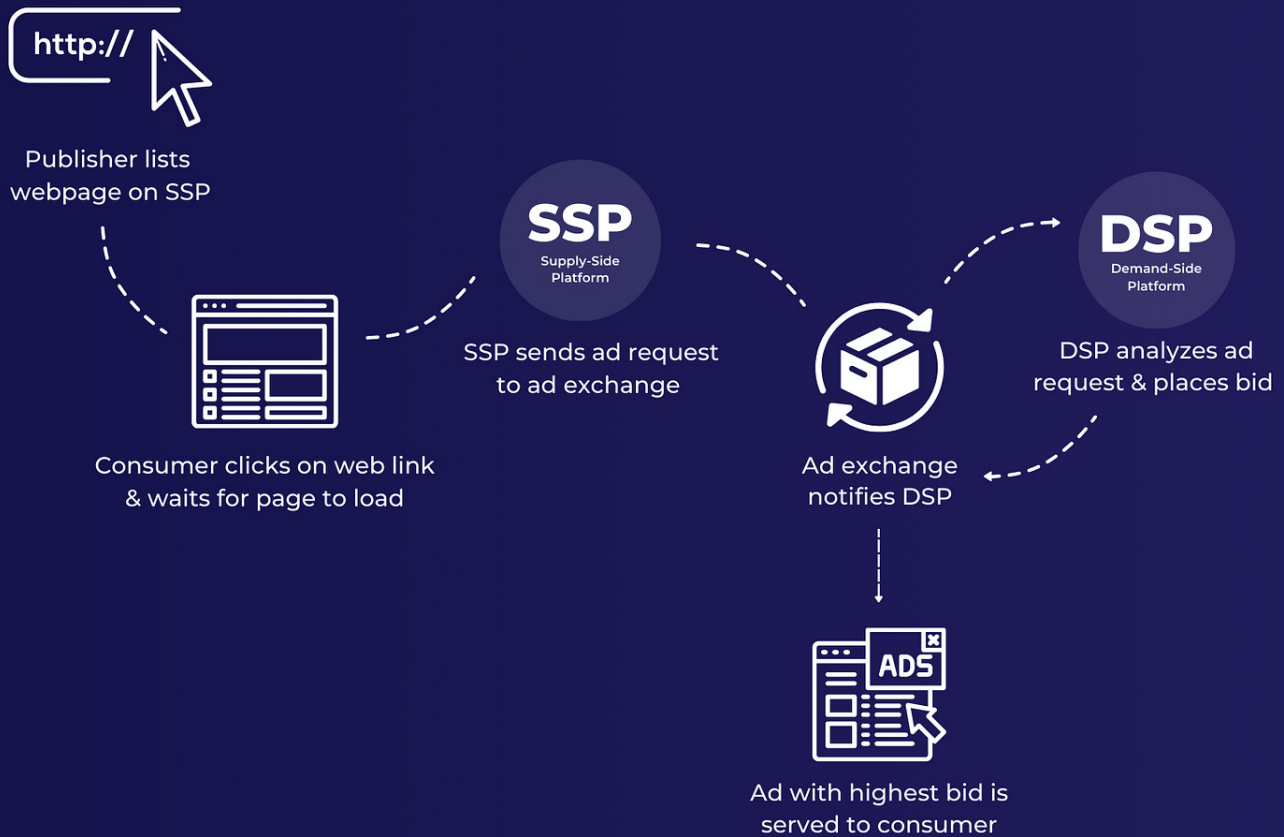 http://
Publisher lists
webpage on SSP
Consumer clicks on web link
& waits for page to load
SSP
Supply-Side
Platform
SSP sends ad request
to ad exchange
Ad exchange
notifies DSP
DSP
Demand-Side
Platform
DSP analyzes ad
request & places bid
ADS
Ad with highest bid is
served to consumer